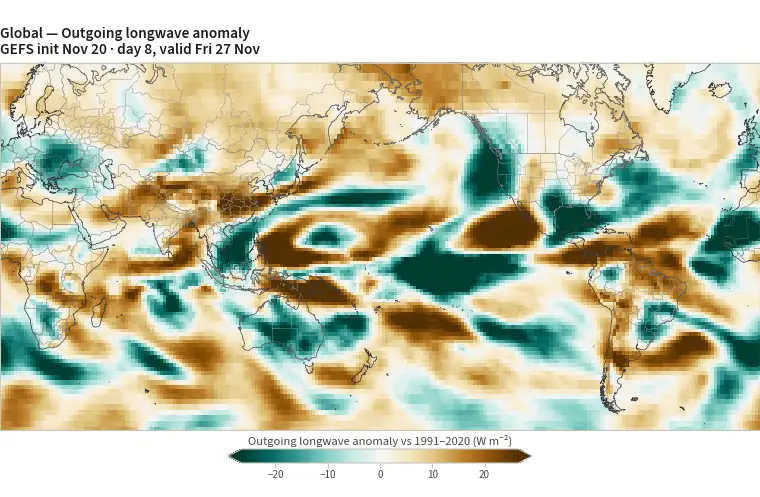 Global — Outgoing longwave anomaly
GEFS init Nov 20 · day 8, valid Fri 27 Nov
Outgoing longwave anomaly vs 1991–2020 (W m⁻²)
−20 −10 0 10 20